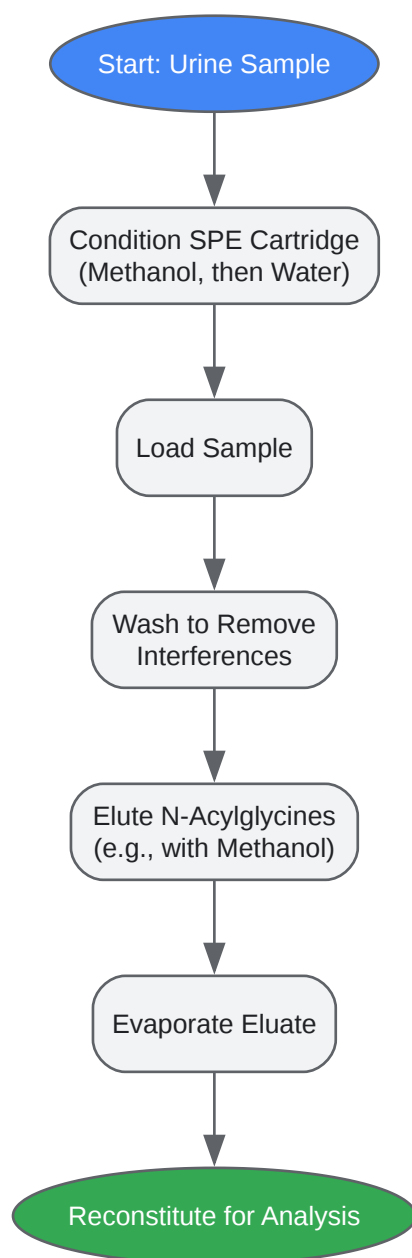 Start: Urine Sample
Condition SPE Cartridge
(Methanol, then Water)
Load Sample
Wash to Remove
Interferences
Elute N-Acylglycines
(e.g., with Methanol)
Evaporate Eluate
Reconstitute for Analysis